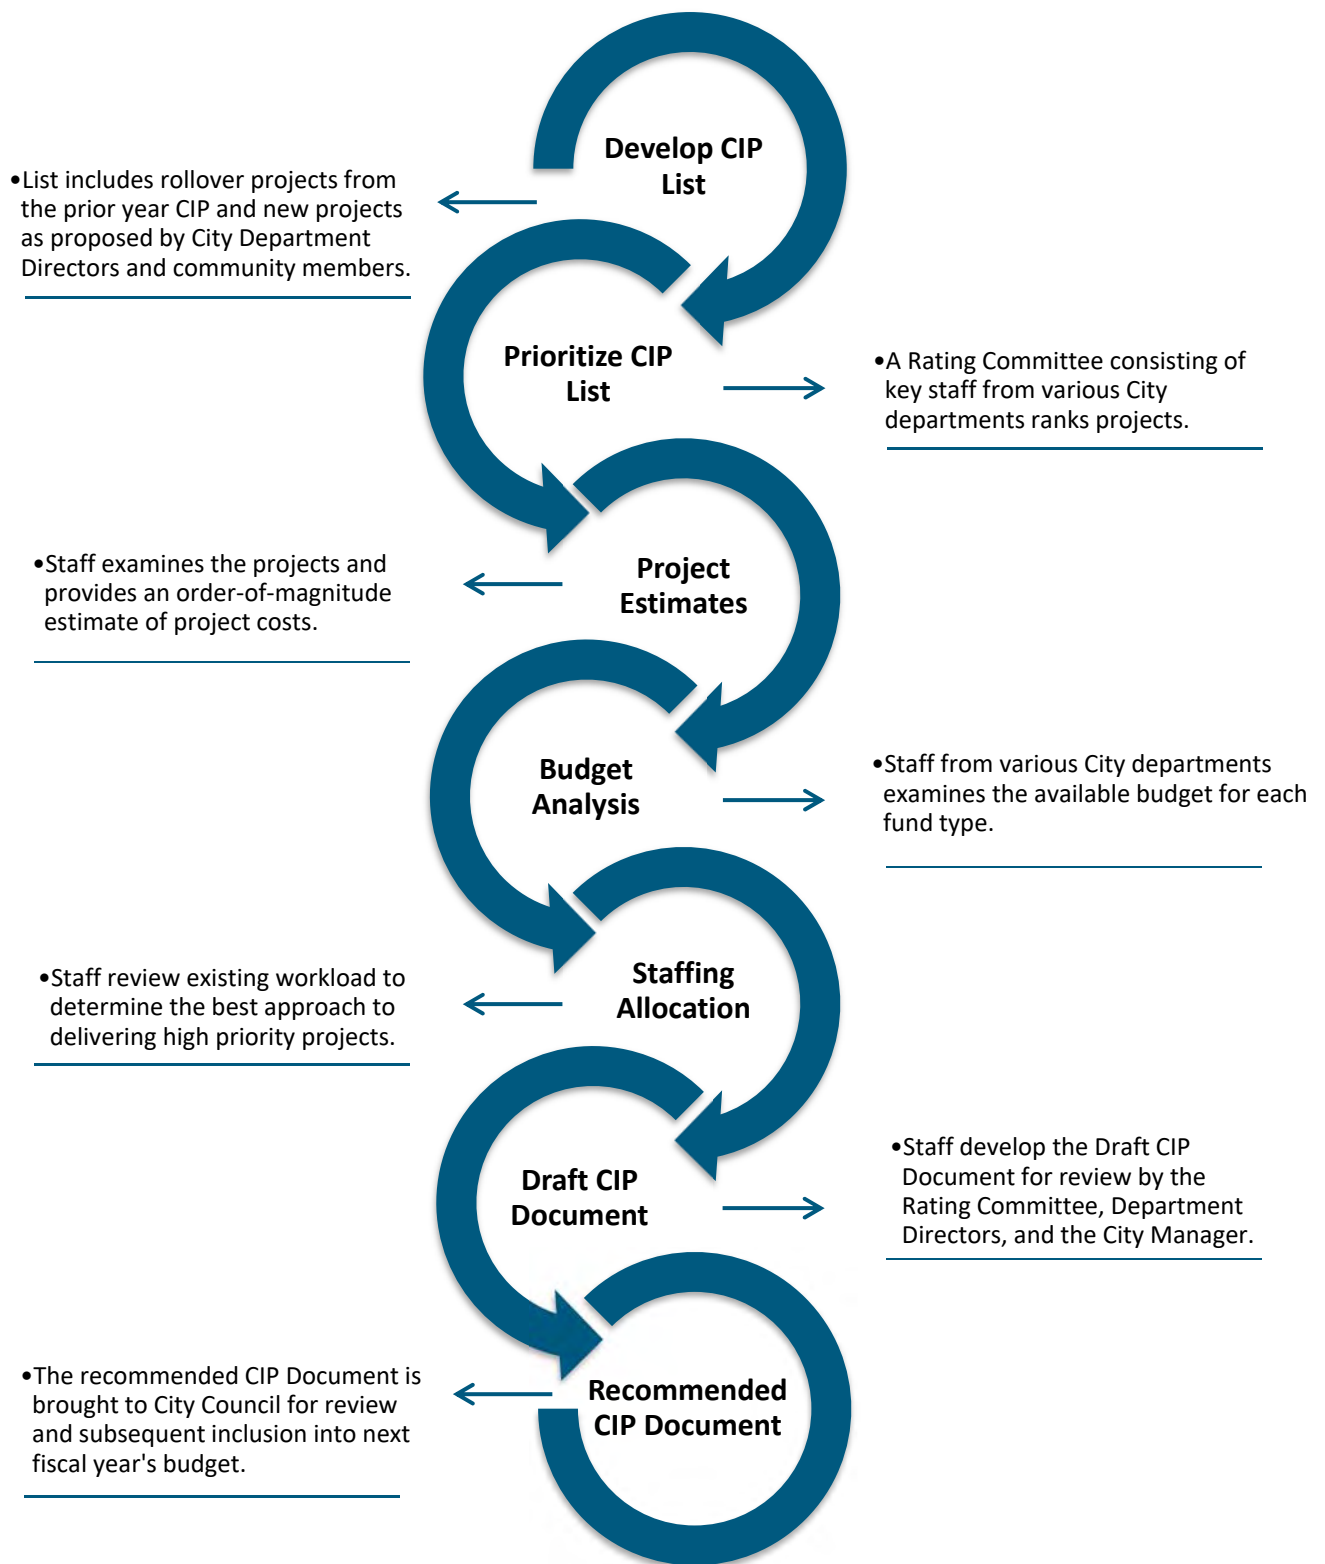 Develop CIP
List
•List includes rollover projects from
the prior year CIP and new projects
as proposed by City Department
Directors and community members.
Prioritize CIP
List
•A Rating Committee consisting of
key staff from various City
departments ranks projects.
Project
Estimates
•Staff examines the projects and
provides an order-of-magnitude
estimate of project costs.
Budget
Analysis
•Staff from various City departments
examines the available budget for each
fund type.
Staffing
Allocation
•Staff review existing workload to
determine the best approach to
delivering high priority projects.
Draft CIP
Document
•Staff develop the Draft CIP
Document for review by the
Rating Committee, Department
Directors, and the City Manager.
Recommended
CIP Document
•The recommended CIP Document is
brought to City Council for review
and subsequent inclusion into next
fiscal year's budget.